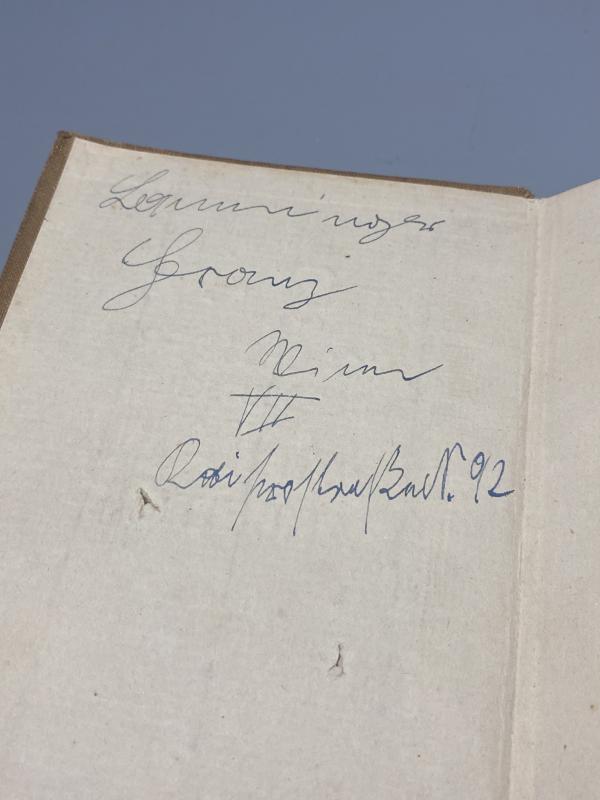 Franz
Wien
VII
Kaiserstraße Nr. 92